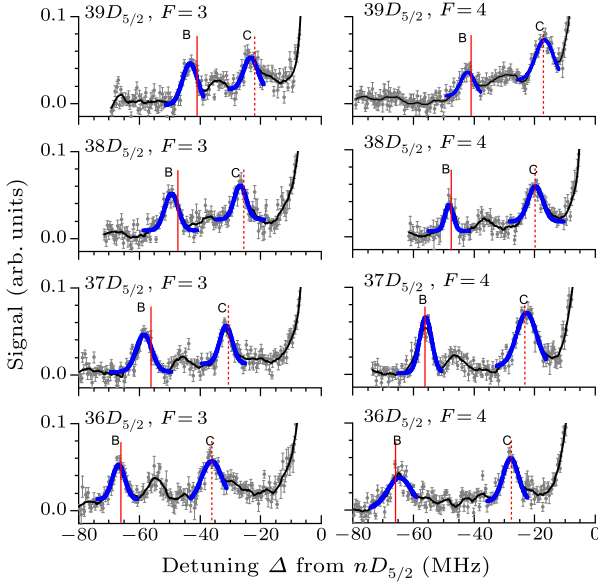 39D5/2, F=3
39D5/2, F=4
B C
B C
0.1
0.0
38D5/2, F=3
38D5/2, F=4
B C
B C
0.1
0.0
37D5/2, F=3
37D5/2, F=4
B C
B C
0.1
0.0
36D5/2, F=3
36D5/2, F=4
B C
B C
0.1
0.0
−80 −60 −40 −20 0
−80 −60 −40 −20 0
Signal (arb. units)
Detuning Δ from nD5/2 (MHz)